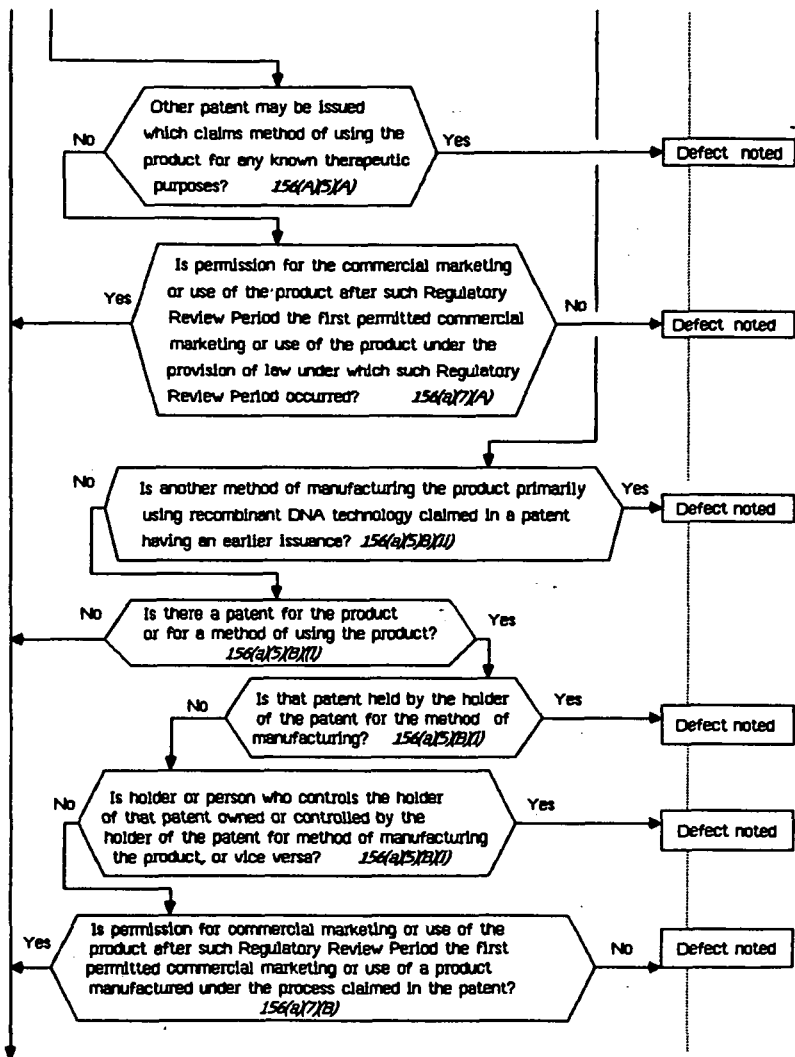 Other patent may be issued
which claims method of using the
product for any known therapeutic
purposes? 156(A)(5)(A)
No
Yes
Defect noted
Is permission for the commercial marketing
or use of the product after such Regulatory
Review Period the first permitted commercial
marketing or use of the product under the
provision of law under which such Regulatory
Review Period occurred? 156(a)(7)(A)
Yes
No
Defect noted
No
Is another method of manufacturing the product primarily
using recombinant DNA technology claimed in a patent
having an earlier issuance? 156(a)(5)(B)(II)
Yes
Defect noted
No
Is there a patent for the product
or for a method of using the product?
156(a)(5)(B)(I)
Yes
No
Is that patent held by the holder
of the patent for the method of
manufacturing? 156(a)(5)(B)(I)
Yes
Defect noted
No
Is holder or person who controls the holder
of that patent owned or controlled by the
holder of the patent for method of manufacturing
the product, or vice versa? 156(a)(5)(B)(I)
Yes
Defect noted
Yes
Is permission for commercial marketing or use of the
product after such Regulatory Review Period the first
permitted commercial marketing or use of a product
manufactured under the process claimed in the patent?
156(a)(7)(B)
No
Defect noted